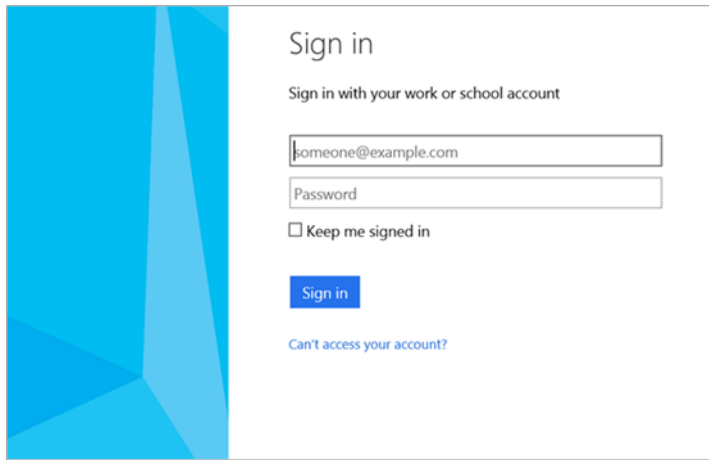 Sign in
Sign in with your work or school account
someone@example.com
Password
Keep me signed in
Sign in
Can't access your account?